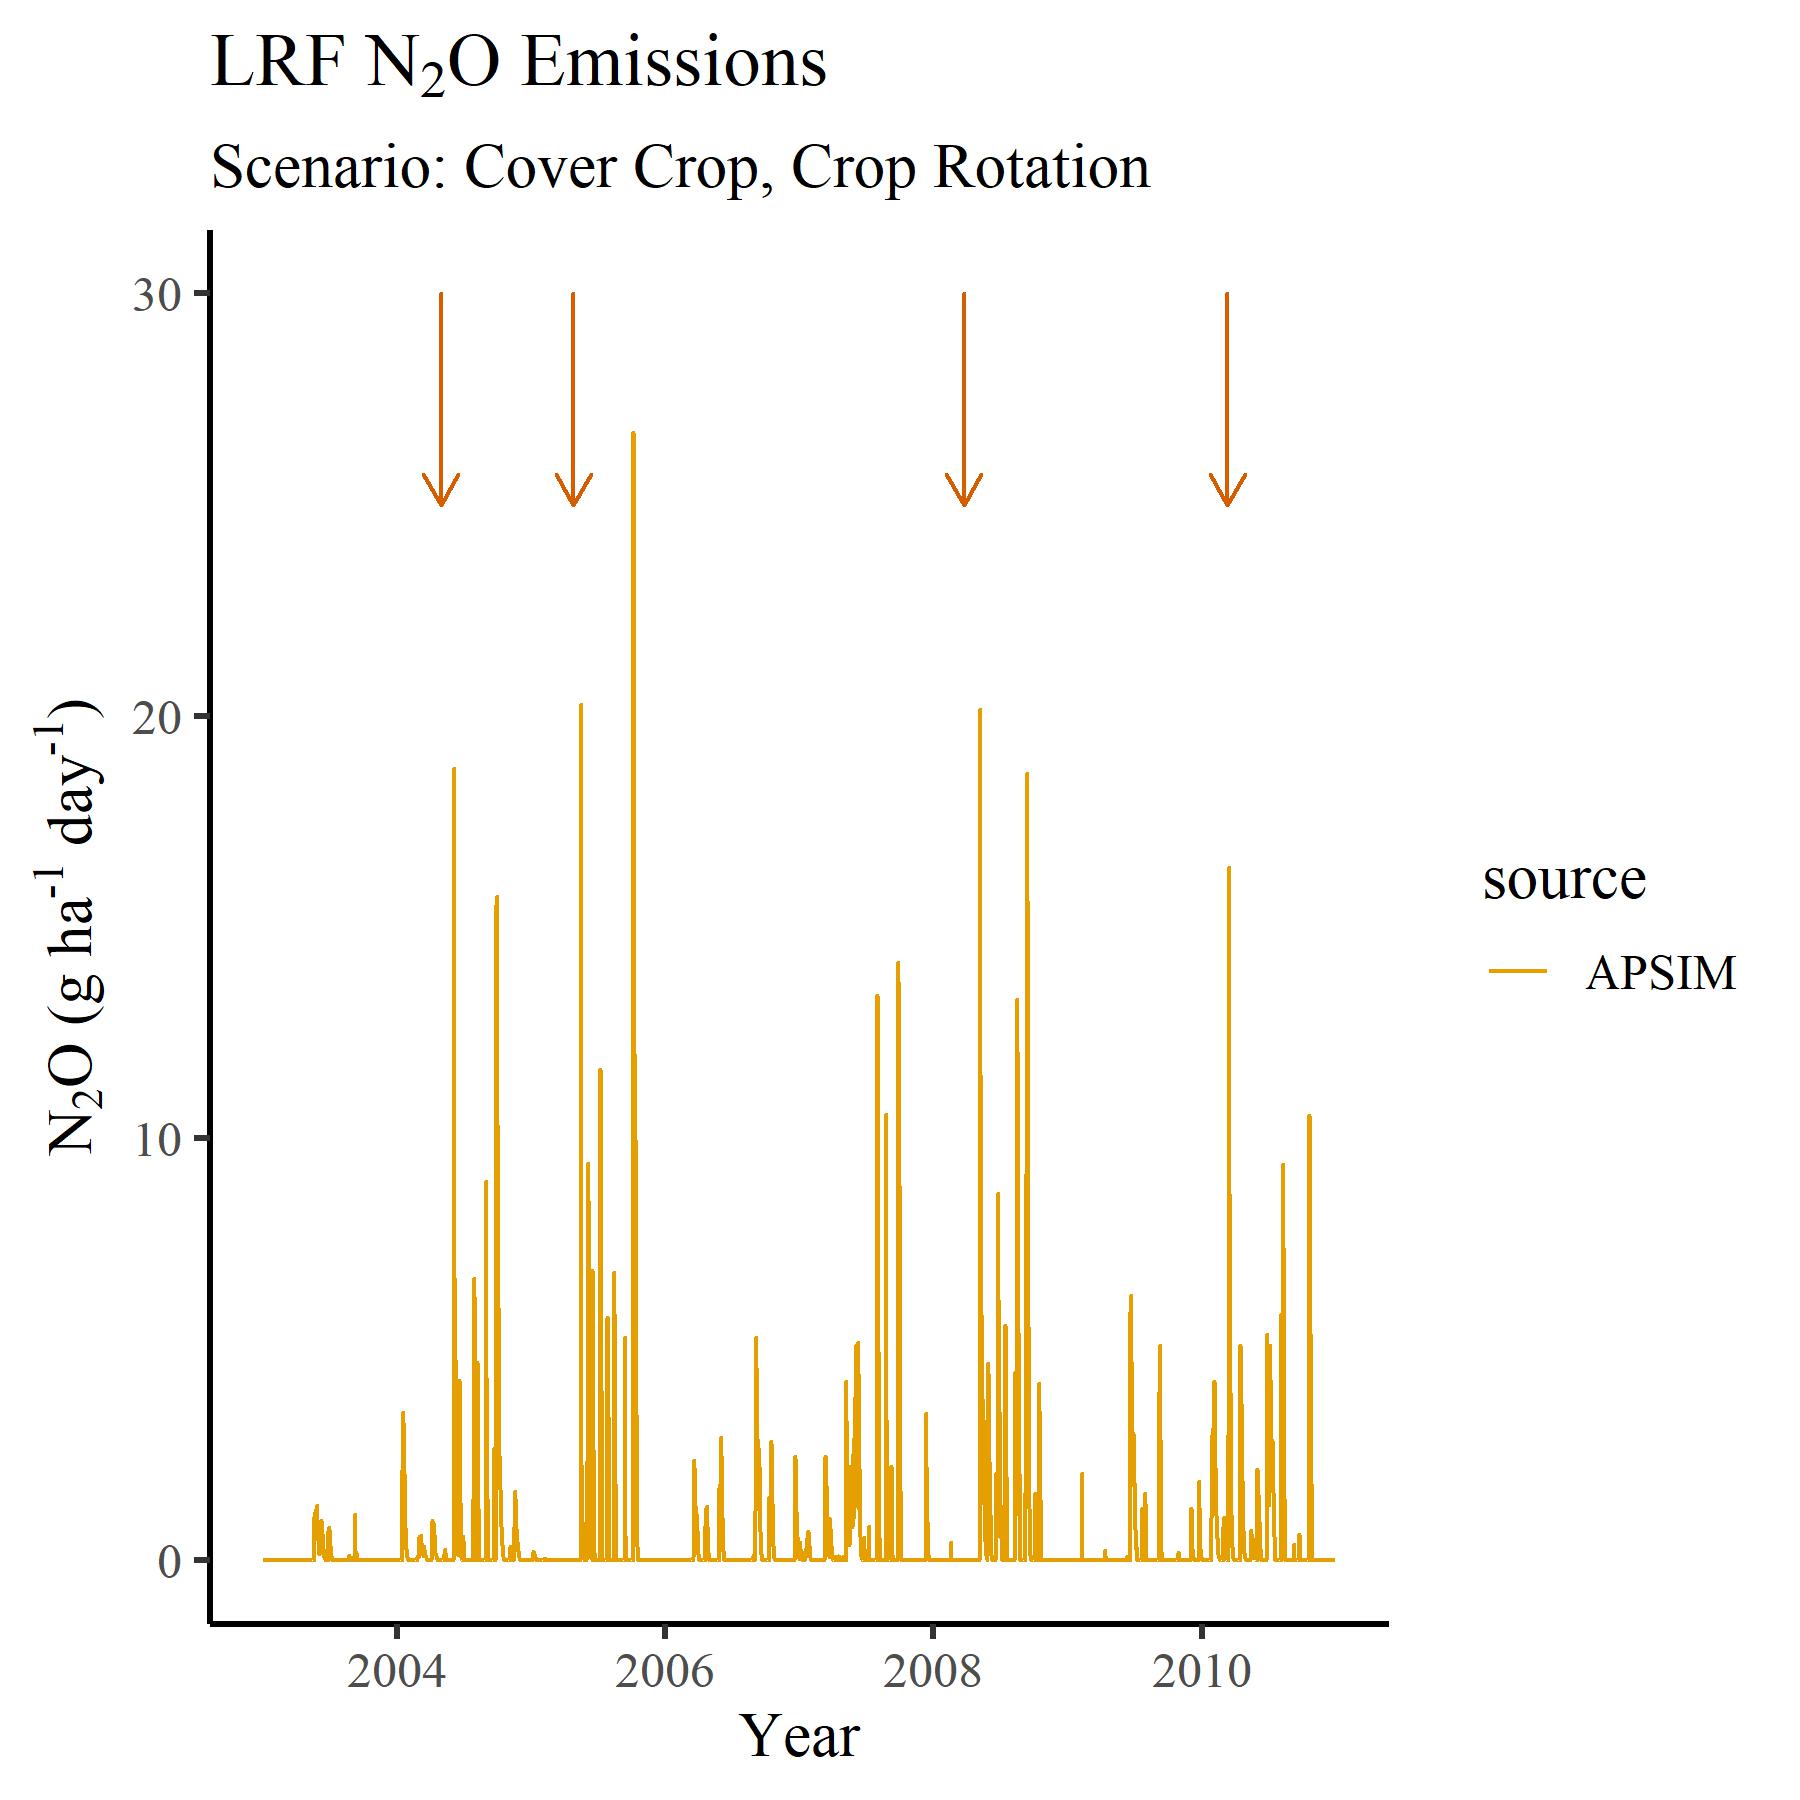 LRF N₂O Emissions
Scenario: Cover Crop, Crop Rotation
30
20
10
0
N₂O (g ha⁻¹ day⁻¹)
2004 2006 2008 2010
Year
source
APSIM